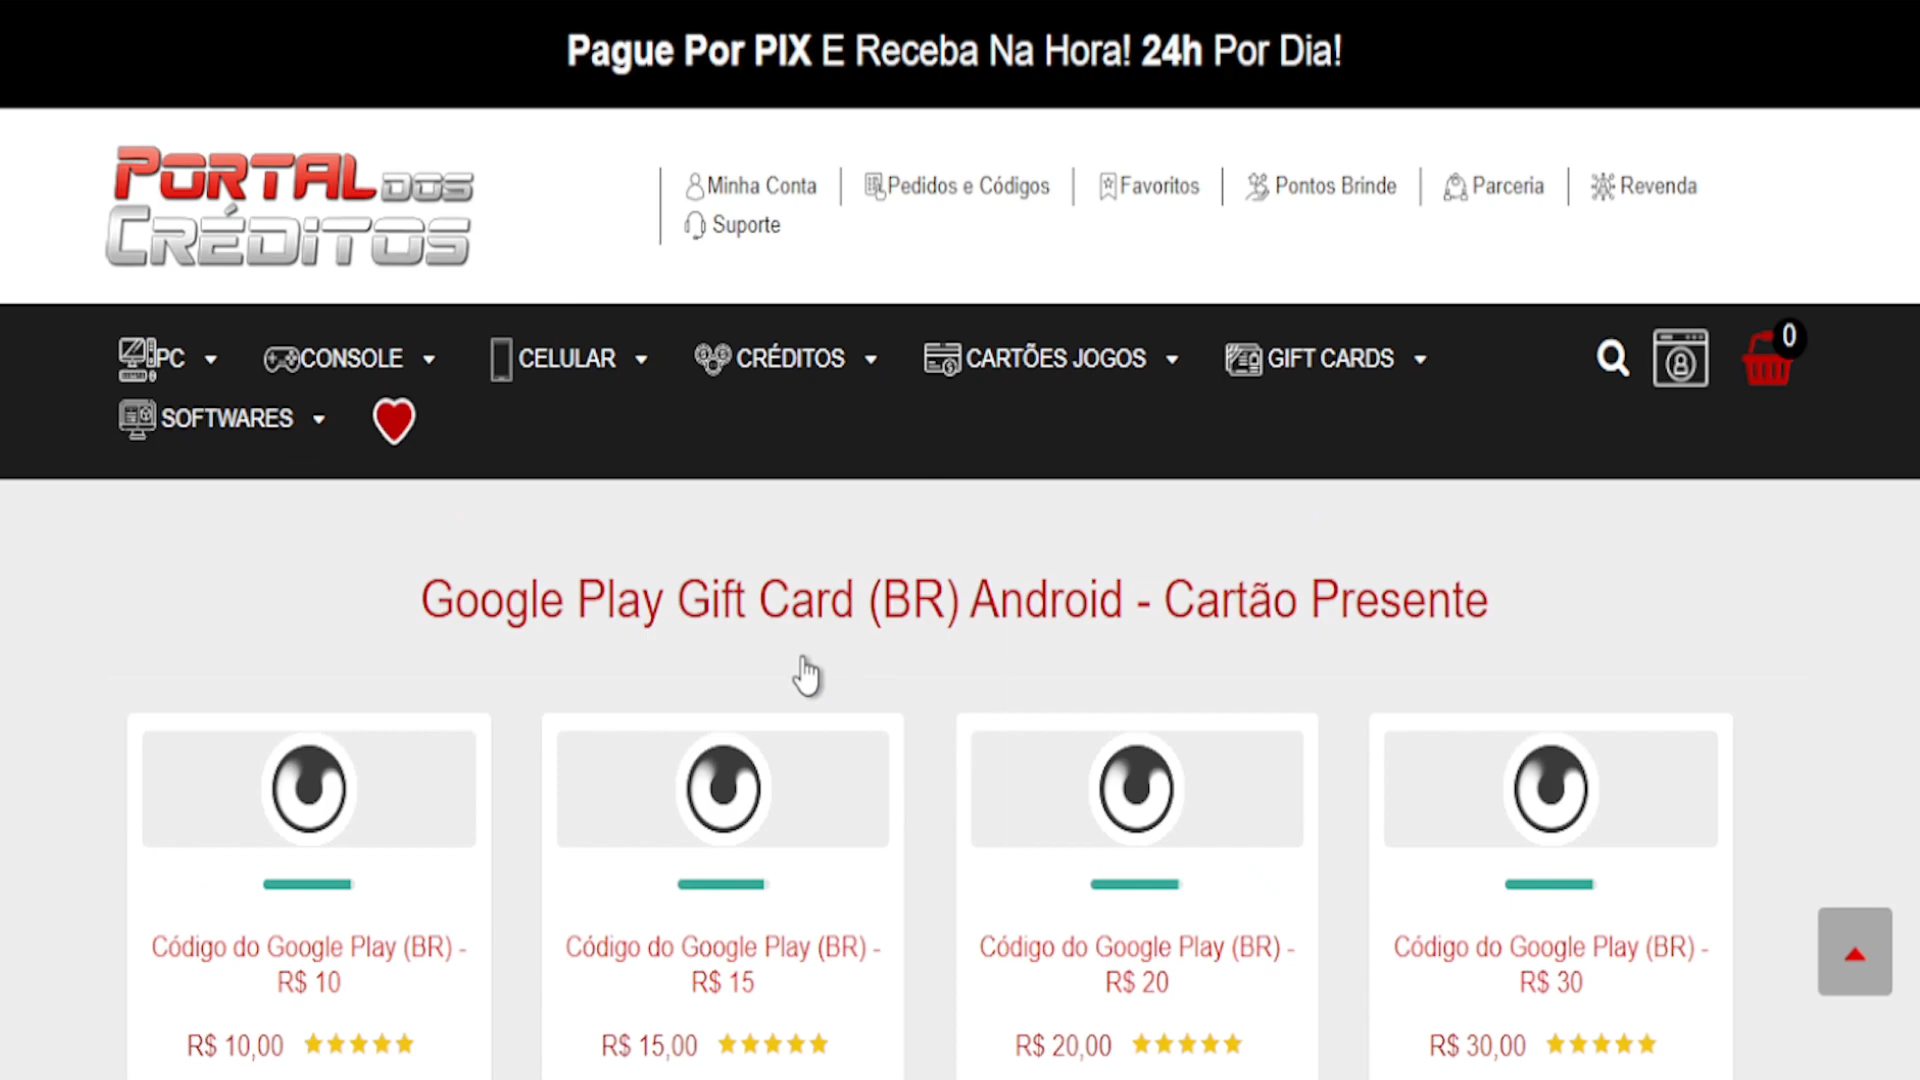 Pague Por PIX E Receba Na Hora! 24h Por Dia!
PORTAL DOS
CRÉDITOS
Minha Conta
Pedidos e Códigos
Favoritos
Pontos Brinde
Parceria
Revenda
Suporte
PC
CONSOLE
CELULAR
CRÉDITOS
CARTÕES JOGOS
GIFT CARDS
0
SOFTWARES
Google Play Gift Card (BR) Android - Cartão Presente
Código do Google Play (BR) -
R$ 10
R$ 10,00
Código do Google Play (BR) -
R$ 15
R$ 15,00
Código do Google Play (BR) -
R$ 20
R$ 20,00
Código do Google Play (BR) -
R$ 30
R$ 30,00